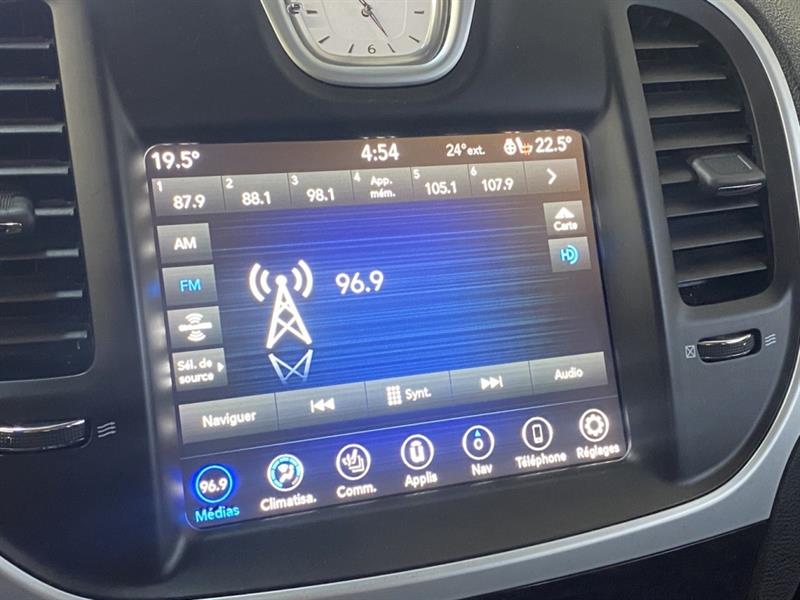 6
19.5° 4:54 24° ext. 22.5°
1 87.9 2 88.1 3 98.1 4 App. mém. 5 105.1 6 107.9
AM
Carte
FM
HD
96.9
Sél. de
source
Naviguer Synt. Audio
96.9
Médias Climatisa. Comm. Applis Nav Téléphone Réglages